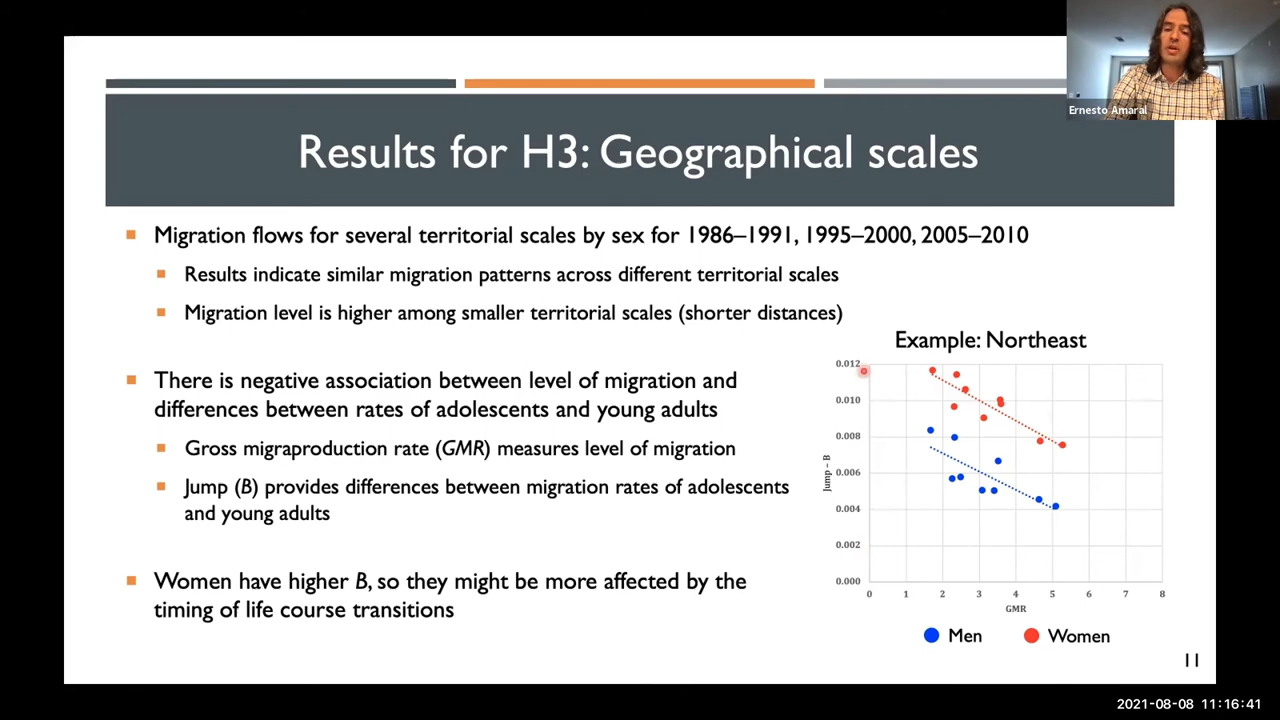 Ernesto Amaral
Results for H3: Geographical scales
Migration flows for several territorial scales by sex for 1986–1991, 1995–2000, 2005–2010
Results indicate similar migration patterns across different territorial scales
Migration level is higher among smaller territorial scales (shorter distances)
There is negative association between level of migration and
differences between rates of adolescents and young adults
Gross migraproduction rate (GMR) measures level of migration
Jump (B) provides differences between migration rates of adolescents
and young adults
Women have higher B, so they might be more affected by the
timing of life course transitions
Example: Northeast
Jump – B
0.012
0.010
0.008
0.006
0.004
0.002
0.000
0 1 2 3 4 5 6 7 8
GMR
Men Women
11
2021-08-08 11:16:41